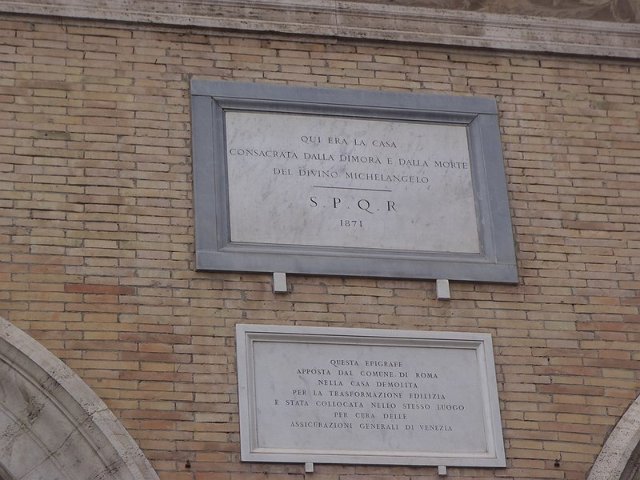 QUI ERA LA CASA
CONSACRATA DALLA DIMORA E DALLA MORTE
DEL DIVINO MICHELANGELO
S.P.Q.R
1871
QUESTA EPIGRAFE
APPOSTA DAL COMUNE DI ROMA
NELLA CASA DEMOLITA
PER LA TRASFORMAZIONE EDILIZIA
E STATA COLLOCATA NELLO STESSO LUOGO
PER CURA DELLE
ASSICURAZIONI GENERALI DI VENEZIA